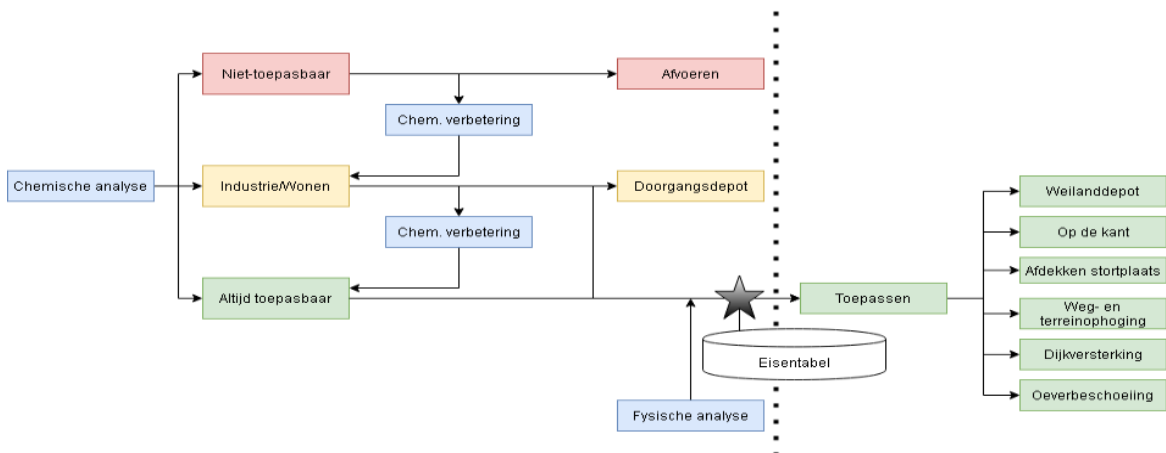 Niet-toepasbaar
Afvoeren
Chem. verbetering
Chemische analyse
Industrie/Wonen
Doorgangsdepot
Weilanddepot
Chem. verbetering
Op de kant
Afdekken stortplaats
Altijd toepasbaar
Toepassen
Weg- en
terreinophoging
Eisentabel
Dijkversterking
Oeverbeschoeiing
Fysische analyse